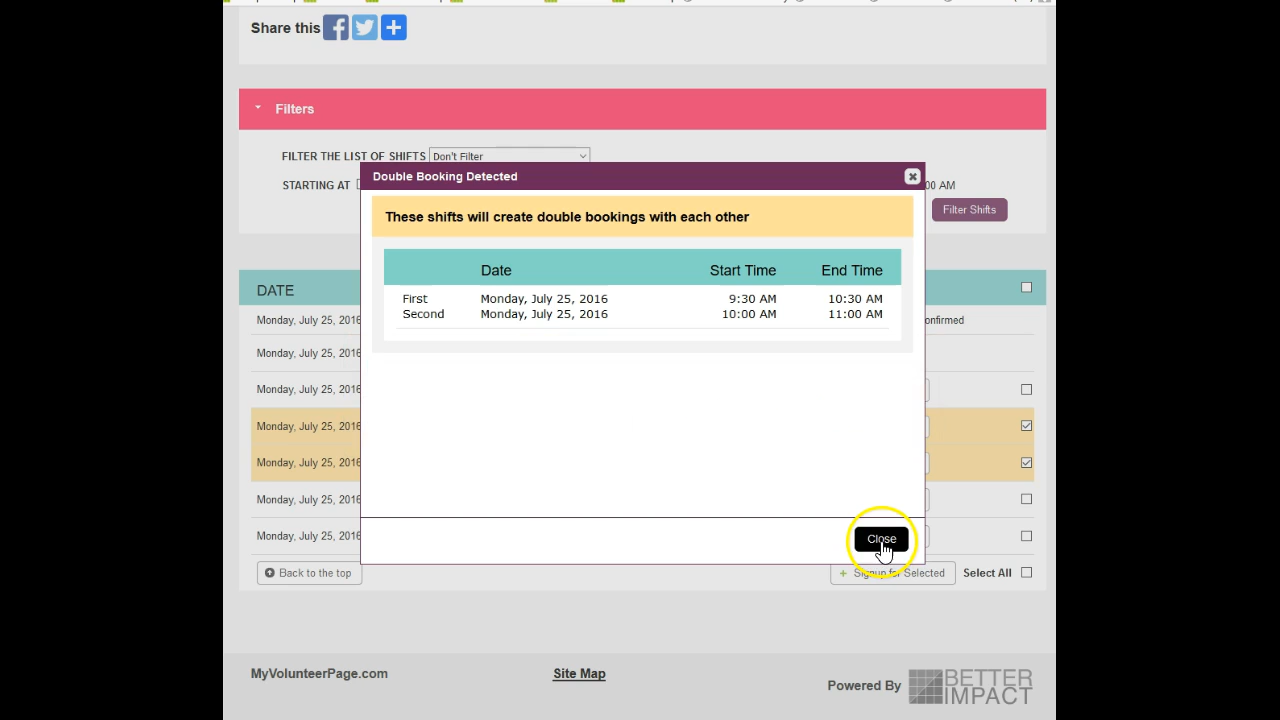 Share this
Filters
FILTER THE LIST OF SHIFTS Don't Filter
STARTING AT 00 AM
Filter Shifts
Double Booking Detected
These shifts will create double bookings with each other
Date Start Time End Time
First Monday, July 25, 2016 9:30 AM 10:30 AM
Second Monday, July 25, 2016 10:00 AM 11:00 AM
DATE
Monday, July 25, 2016 onfirmed
Monday, July 25, 2016
Monday, July 25, 2016
Monday, July 25, 2016
Monday, July 25, 2016
Monday, July 25, 2016
Monday, July 25, 2016
Close
Back to the top + Signup for Selected Select All
MyVolunteerPage.com Site Map Powered By BETTER IMPACT